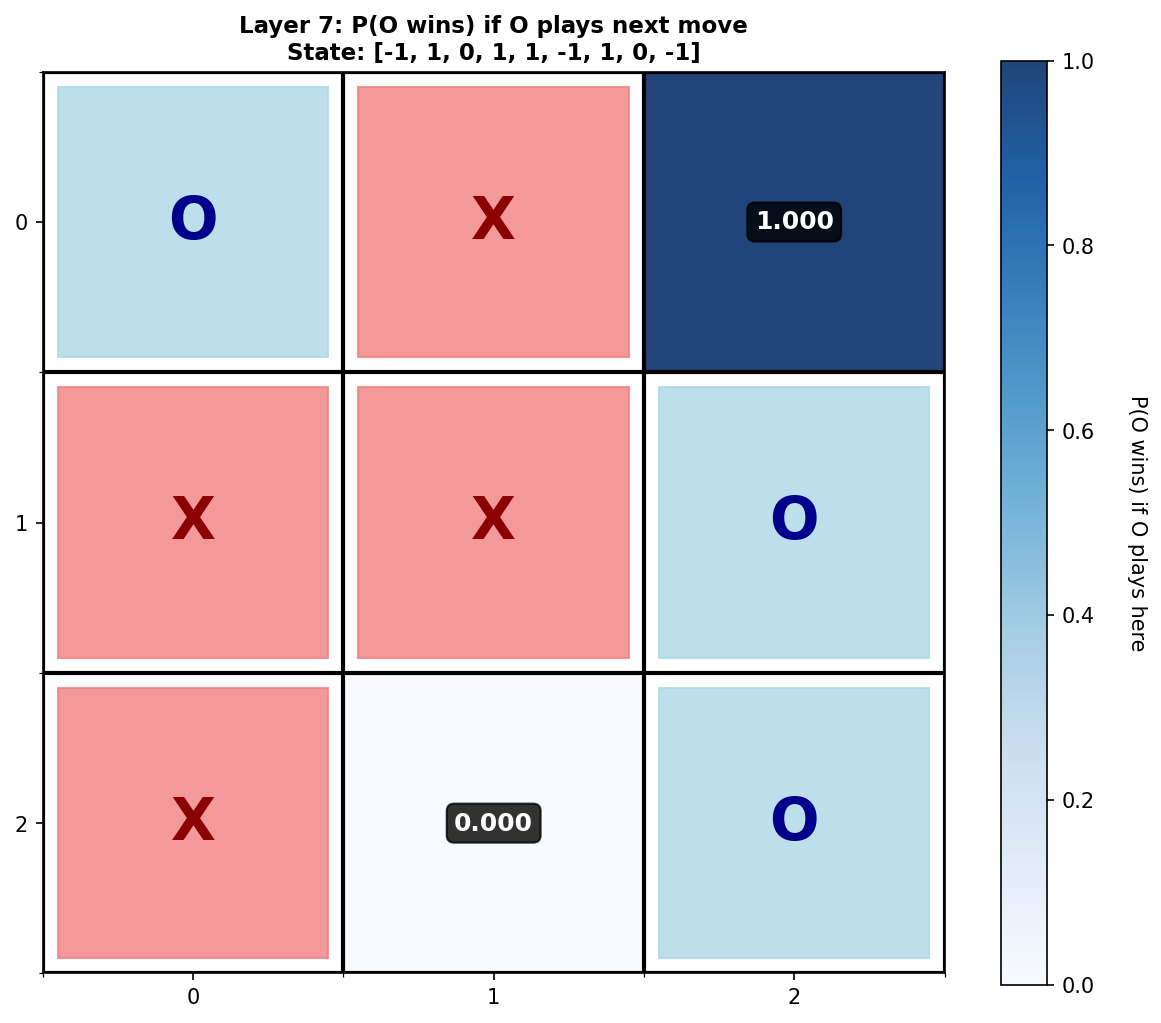 Layer 7: P(O wins) if O plays next move
State: [-1, 1, 0, 1, 1, -1, 1, 0, -1]
0
O
X
1.000
1
X
X
O
2
X
0.000
O
0
1
2
1.0
0.8
0.6
0.4
0.2
0.0
P(O wins) if O plays here